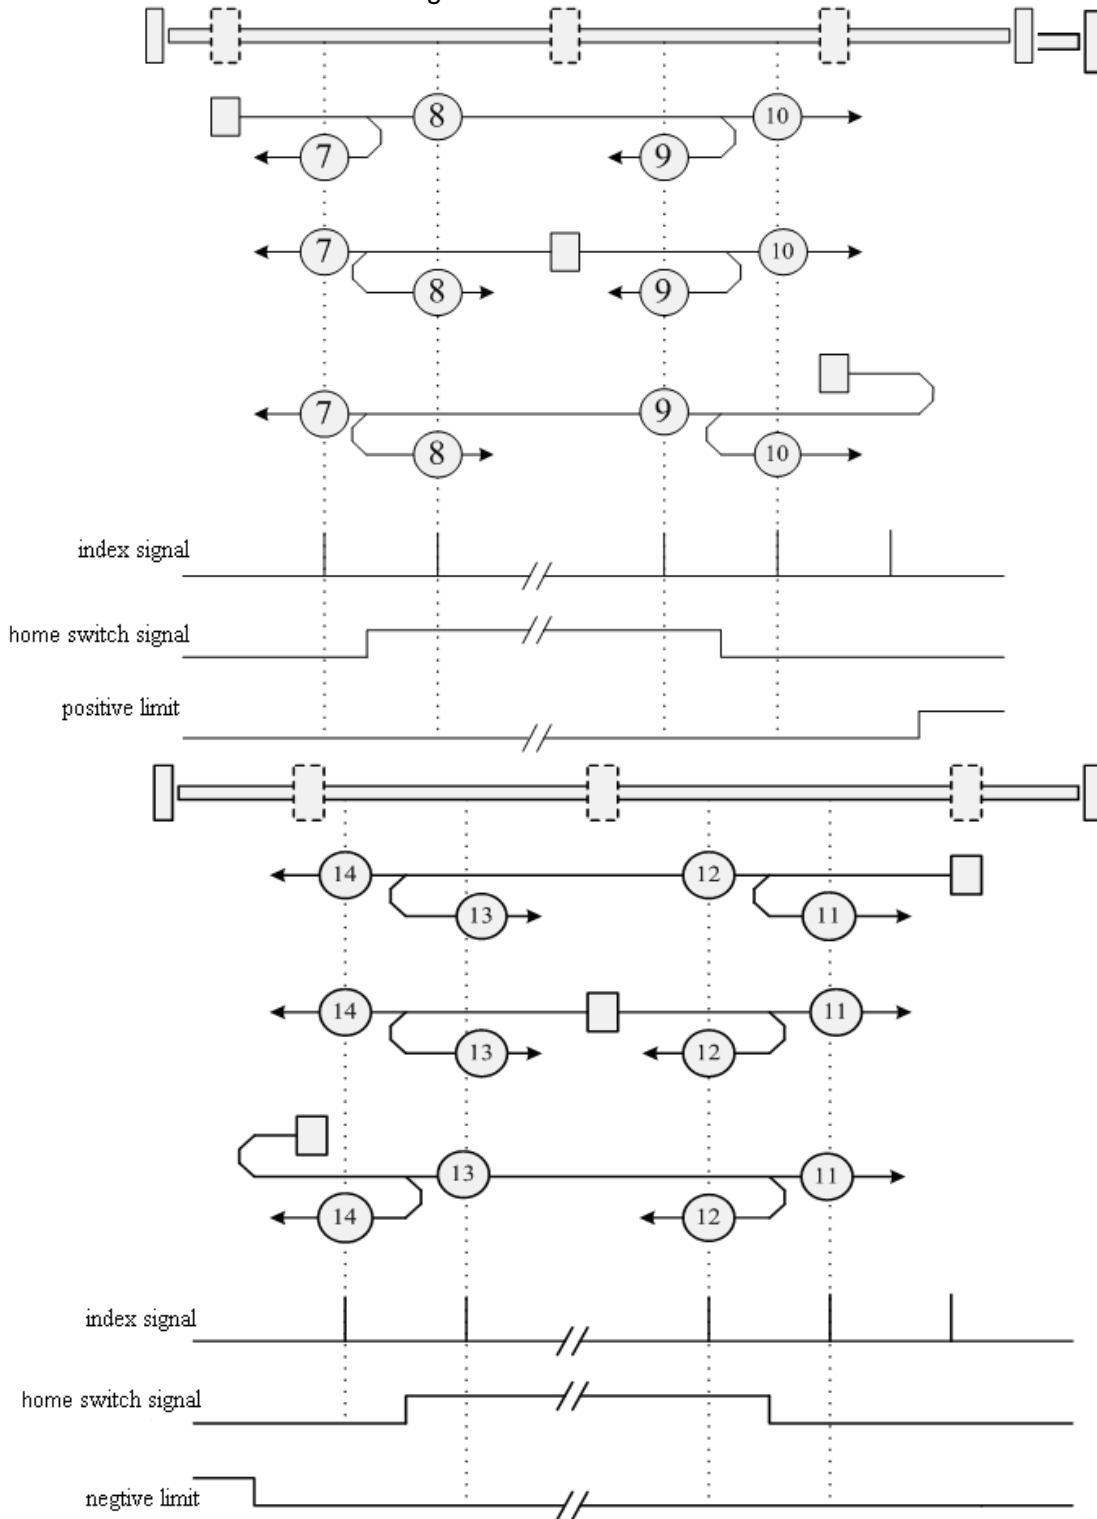 8 10
7 9
7 10
8 9
7 9
8 10
index signal
home switch signal
positive limit
14 12
13 11
14 11
13 12
13 11
14 12
index signal
home switch signal
negtive limit